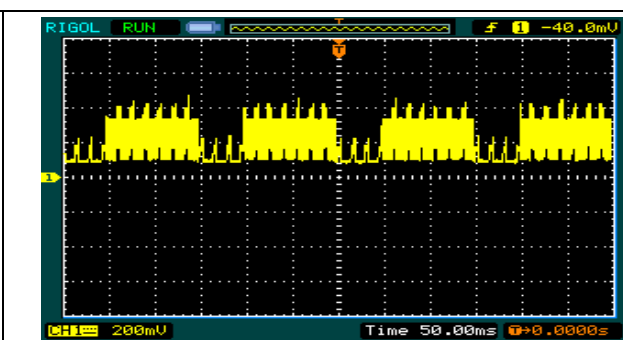 RIGOL RUN T f 1 -40.0mV
T
1
CH1 200mV Time 50.00ms T→0.0000s